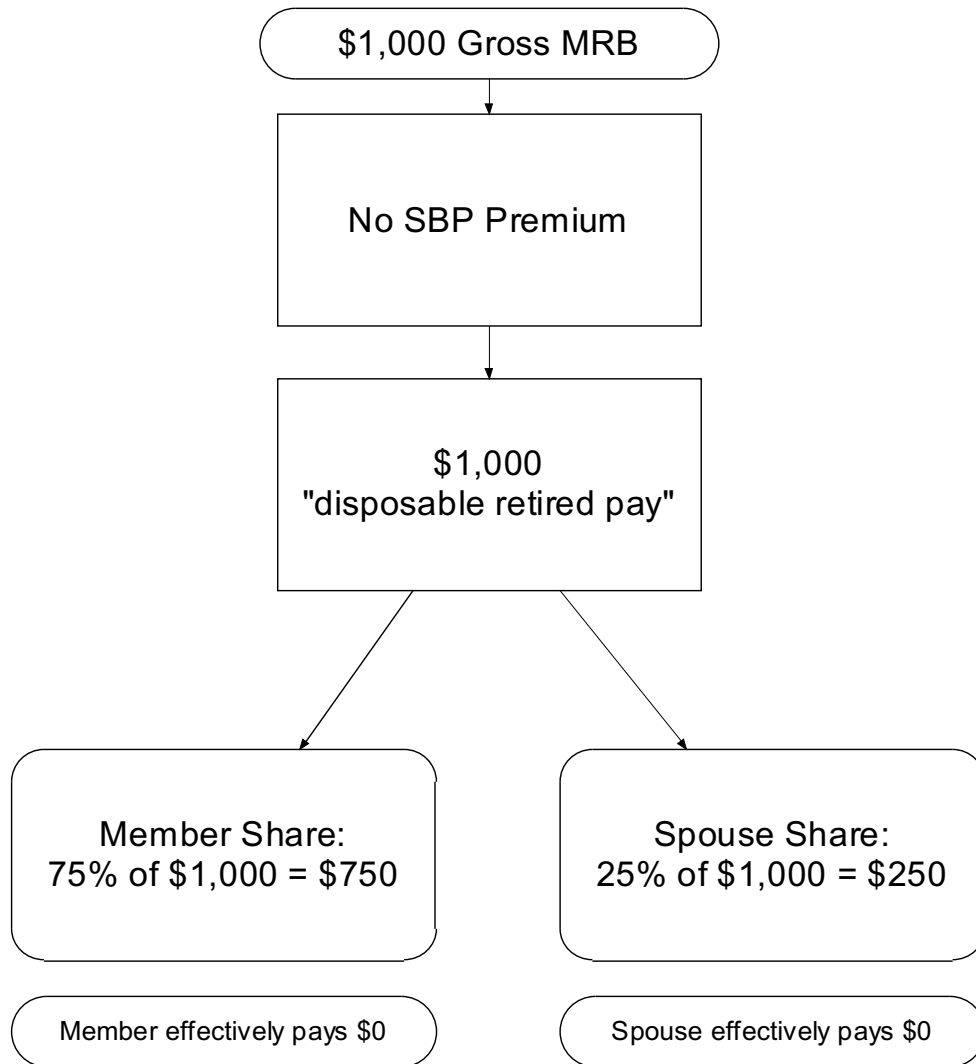 $1,000 Gross MRB
No SBP Premium
$1,000
"disposable retired pay"
Member Share:
75% of $1,000 = $750
Spouse Share:
25% of $1,000 = $250
Member effectively pays $0
Spouse effectively pays $0